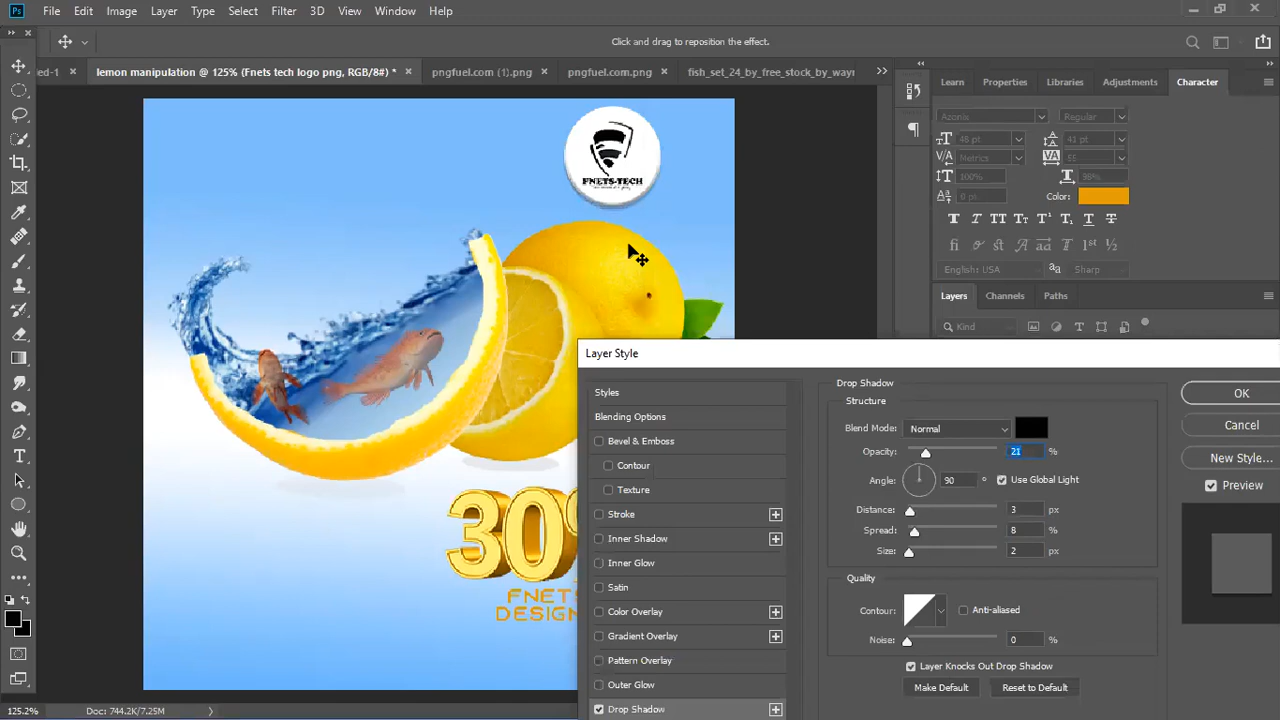 Ps File Edit Image Layer Type Select Filter 3D View Window Help
Click and drag to reposition the effect.
ed-1 × lemon manipulation @ 125% (Fnets tech logo png, RGB/8#) * × pngfuel.com (1).png × pngfuel.com.png × fish_set_24_by_free_stock_by_wayn
Learn Properties Libraries Adjustments Character
Azonix Regular
48 pt 41 pt
Metrics 55
100% 99%
0 pt. Color:
English: USA Sharp
Layers Channels Paths
Kind
FNETS-TECH
30%
FNETS
DESIGN
Layer Style
Styles
Blending Options
Bevel & Emboss
Contour
Texture
Stroke
Inner Shadow
Inner Glow
Satin
Color Overlay
Gradient Overlay
Pattern Overlay
Outer Glow
Drop Shadow
Drop Shadow
Structure
Blend Mode: Normal
Opacity: 21 %
Angle: 90 ° Use Global Light
Distance: 3 px
Spread: 8 %
Size: 2 px
Quality
Contour: Anti-aliased
Noise: 0 %
Layer Knocks Out Drop Shadow
Make Default Reset to Default
OK
Cancel
New Style...
Preview
125.2% Doc: 744.2K/7.25M